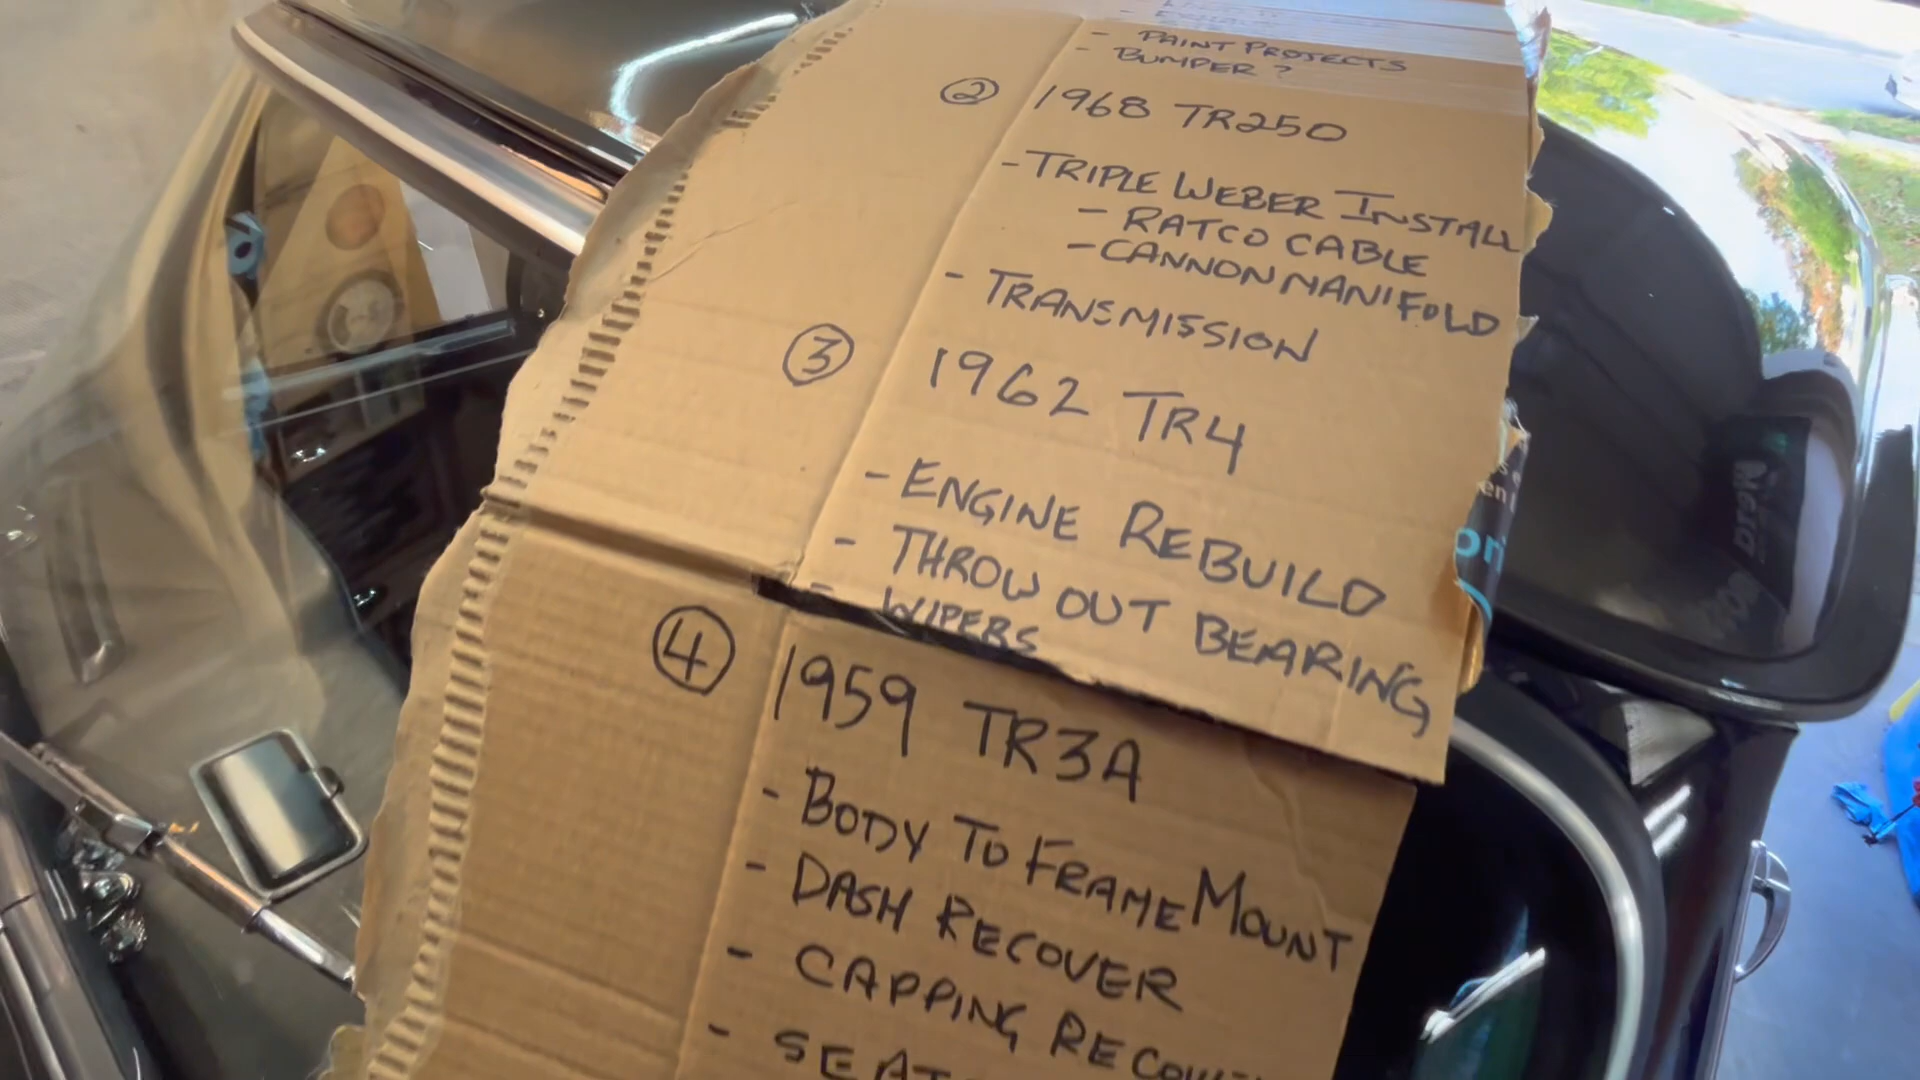 - PAINT PROJECTS
- BUMPER ?
② 1968 TR250
- TRIPLE WEBER INSTALL
- RATCO CABLE
- CANNON MANIFOLD
- TRANSMISSION
③ 1962 TR4
- ENGINE REBUILD
- THROW OUT BEARING
- WIPERS
④ 1959 TR3A
- BODY TO FRAME MOUNT
- DASH RECOVER
- CAPPING
- SEAT